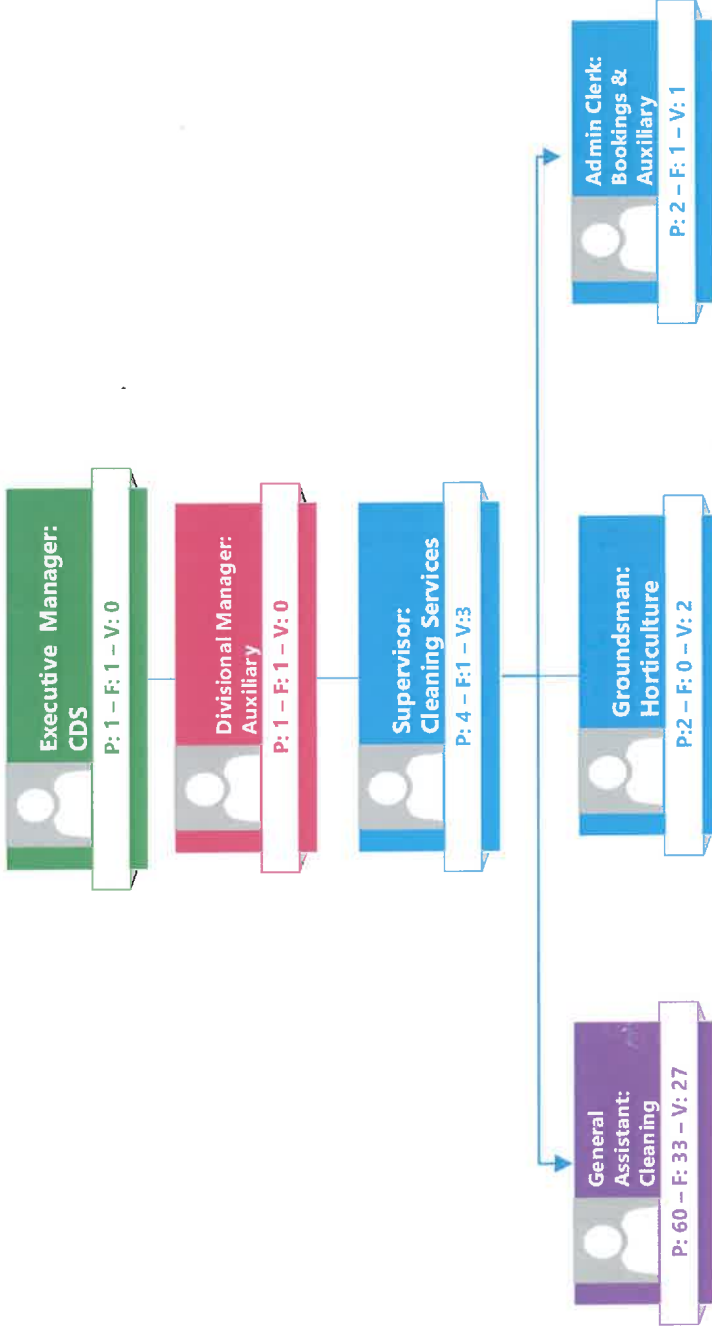 Executive Manager:
CDS
P: 1 – F: 1 – V: 0
Divisional Manager:
Auxiliary
P: 1 – F: 1 – V: 0
Supervisor:
Cleaning Services
P: 4 – F:1 – V:3
General
Assistant:
Cleaning
P: 60 – F: 33 – V: 27
Groundsman:
Horticulture
P:2 – F: 0 – V: 2
Admin Clerk:
Bookings &
Auxiliary
P: 2 – F: 1 – V: 1